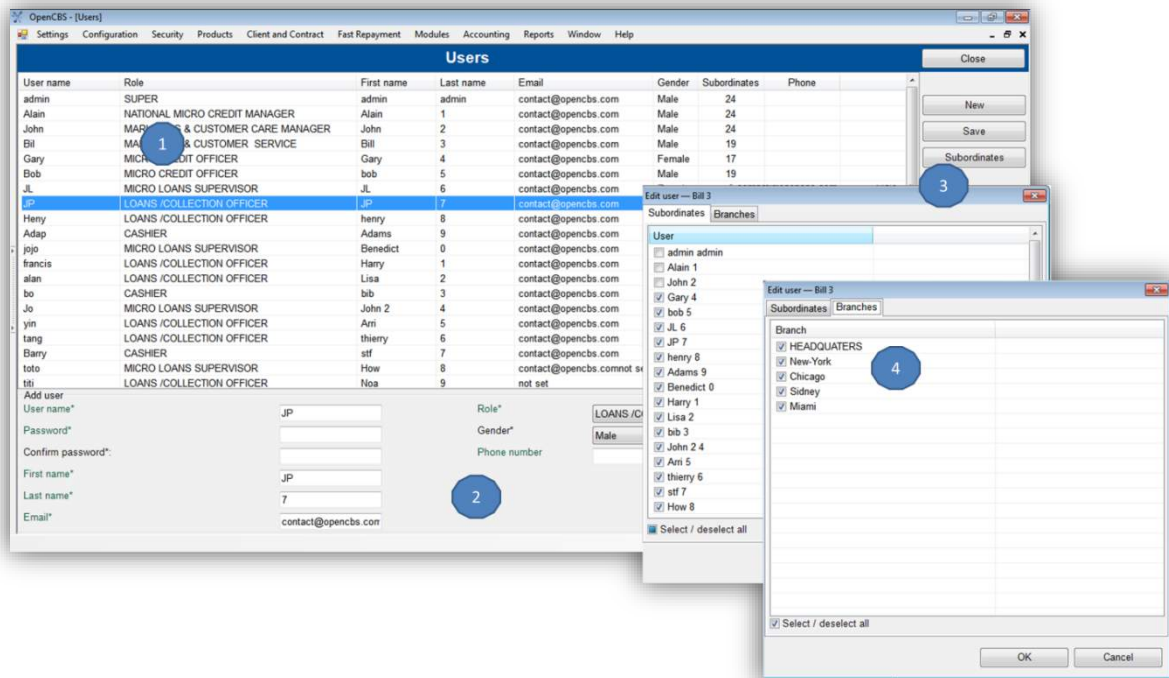 OpenCBS - [Users]
Settings Configuration Security Products Client and Contract Fast Repayment Modules Accounting Reports Window Help
Users
Close
User name Role First name Last name Email Gender Subordinates Phone
admin SUPER admin admin contact@opencbs.com Male 24
Alain NATIONAL MICRO CREDIT MANAGER Alain 1 contact@opencbs.com Male 24
John & CUSTOMER CARE MANAGER John 2 contact@opencbs.com Male 24
Bil & CUSTOMER SERVICE Bill 3 contact@opencbs.com Male 19
Gary OFFICER Gary 4 contact@opencbs.com Female 17
Bob MICRO CREDIT OFFICER bob 5 contact@opencbs.com Male 19
JL MICRO LOANS SUPERVISOR JL 6
JP LOANS /COLLECTION OFFICER JP 7 contact@opencbs.com
Heny LOANS /COLLECTION OFFICER henry 8 contact@opencbs.com
Adap CASHIER Adams 9 contact@opencbs.com
jojo MICRO LOANS SUPERVISOR Benedict 0 contact@opencbs.com
francis LOANS /COLLECTION OFFICER Harry 1 contact@opencbs.com
alan LOANS /COLLECTION OFFICER Lisa 2 contact@opencbs.com
bo CASHIER bib 3 contact@opencbs.com
Jo MICRO LOANS SUPERVISOR John 2 4 contact@opencbs.com
yin LOANS /COLLECTION OFFICER Arri 5 contact@opencbs.com
tang LOANS /COLLECTION OFFICER thierry 6 contact@opencbs.com
Barry CASHIER stf 7 contact@opencbs.com
toto MICRO LOANS SUPERVISOR How 8 contact@opencbs.comnot se
titi LOANS /COLLECTION OFFICER Noa 9 not set
1
New
Save
Subordinates
3
Add user
User name* JP Role* LOANS /CO
Password* Gender* Male
Confirm password*: Phone number
First name* JP
Last name* 7
Email* contact@opencbs.com
2
Edit user — Bill 3
Subordinates Branches
User
admin admin
Alain 1
John 2
Gary 4
bob 5
JL 6
JP 7
henry 8
Adams 9
Benedict 0
Harry 1
Lisa 2
bib 3
John 2 4
Arri 5
thierry 6
stf 7
How 8
Select / deselect all
Edit user — Bill 3
Subordinates Branches
Branch
HEADQUATERS
New-York
Chicago
Sidney
Miami
4
Select / deselect all
OK Cancel